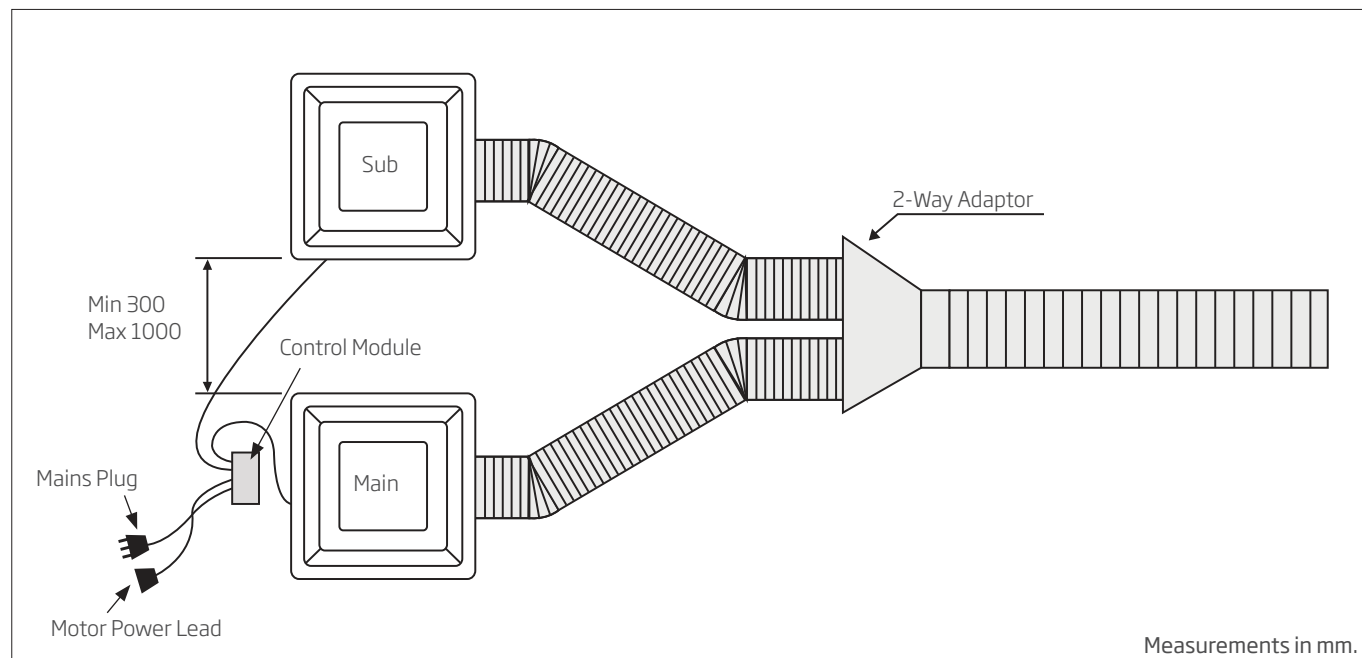 Sub
2-Way Adaptor
Min 300
Max 1000
Control Module
Mains Plug
Main
Motor Power Lead
Measurements in mm.